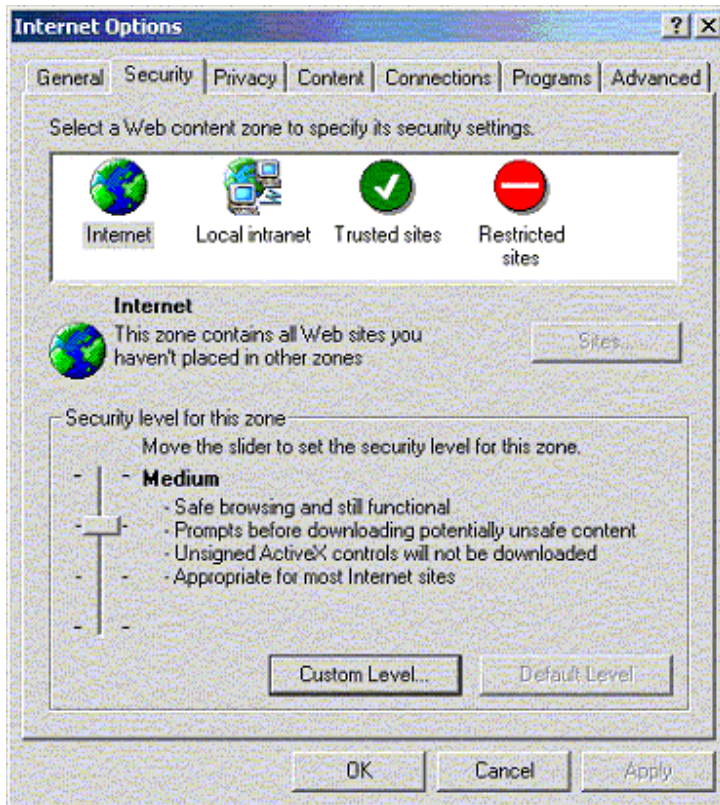 Internet Options
General Security Privacy Content Connections Programs Advanced
Select a Web content zone to specify its security settings.
Internet Local intranet Trusted sites Restricted
sites
Internet
This zone contains all Web sites you
haven't placed in other zones
Sites...
Security level for this zone
Move the slider to set the security level for this zone.
Medium
- Safe browsing and still functional
- Prompts before downloading potentially unsafe content
- Unsigned ActiveX controls will not be downloaded
- Appropriate for most Internet sites
Custom Level... Default Level
OK Cancel Apply